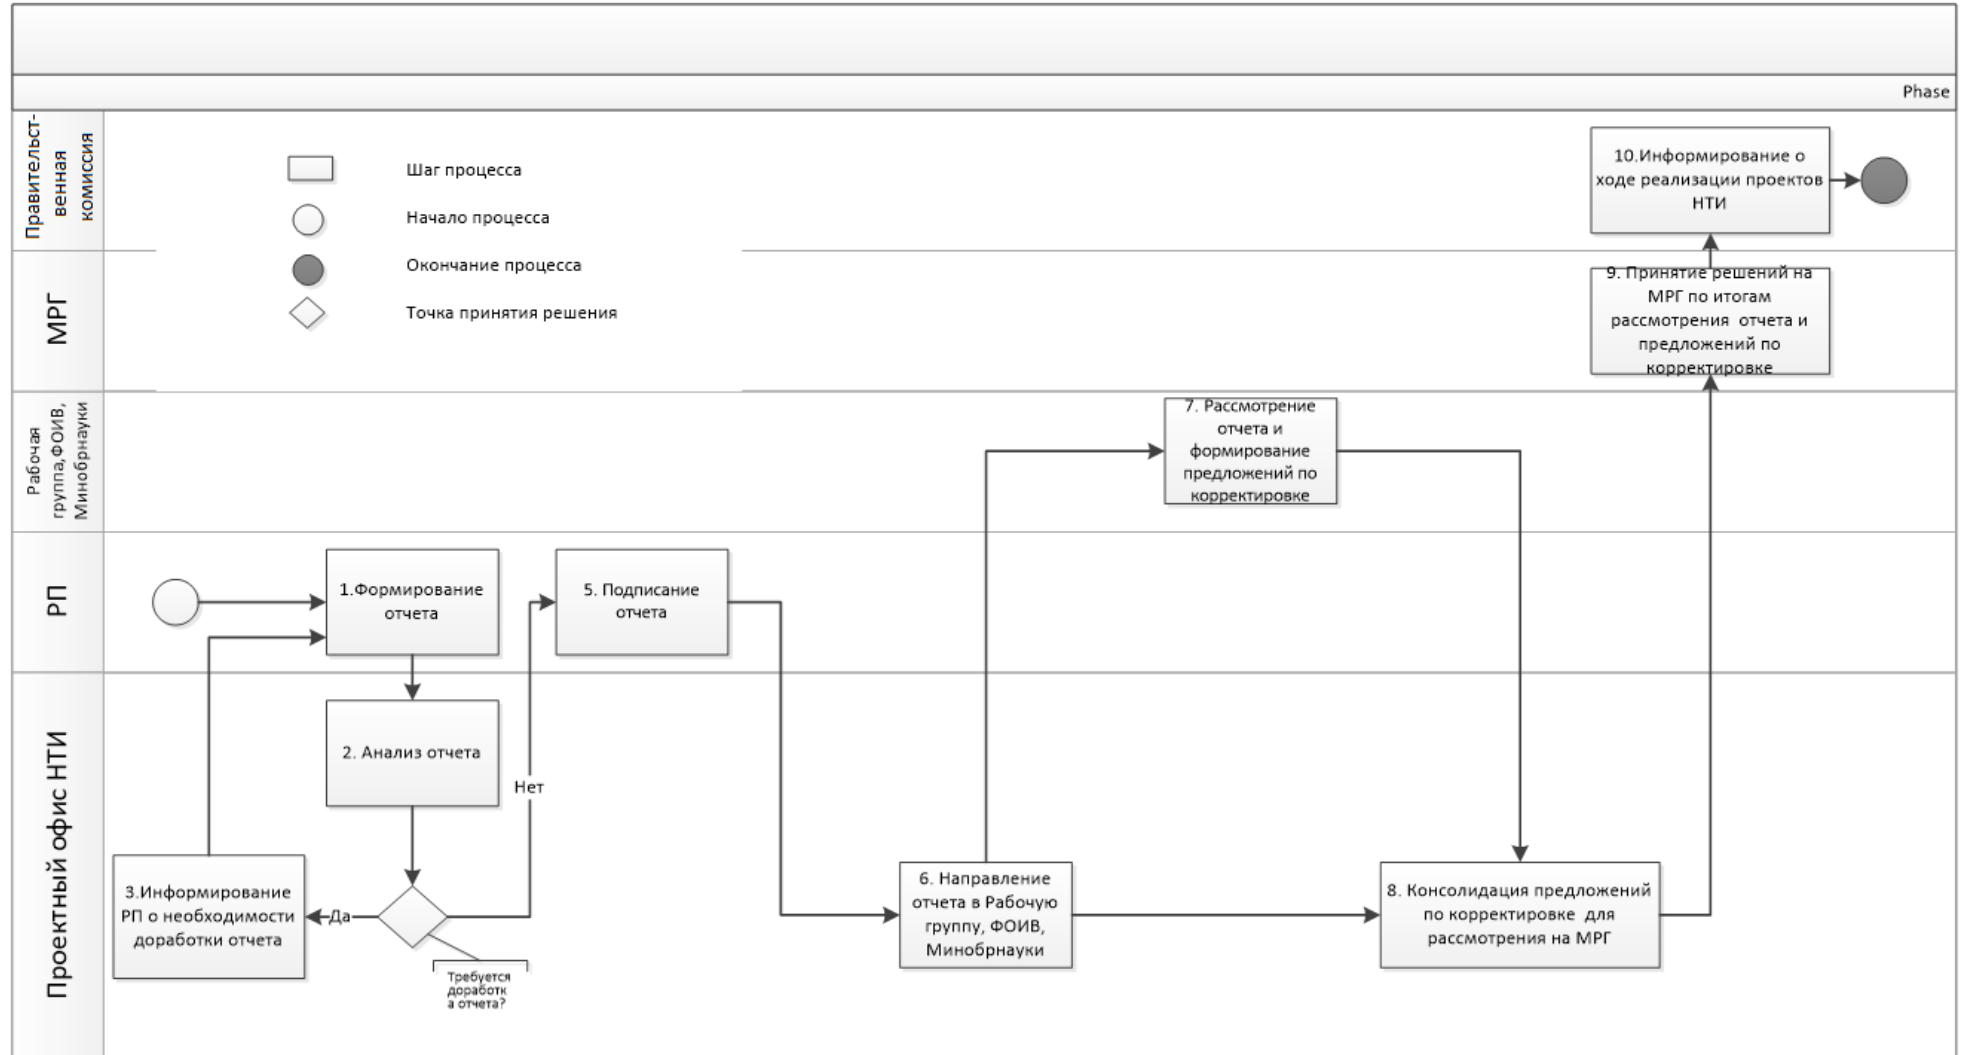 Phase
Правительст-
венная
комиссия
Шаг процесса
Начало процесса
Окончание процесса
Точка принятия решения
10.Информирование о
ходе реализации проектов
НТИ
МРГ
9. Принятие решений на
МРГ по итогам
рассмотрения отчета и
предложений по
корректировке
Рабочая
группа,ФОИВ,
Минобрнауки
7. Рассмотрение
отчета и
формирование
предложений по
корректировке
РП
1.Формирование
отчета
5. Подписание
отчета
Проектный офис НТИ
2. Анализ отчета
Нет
3.Информирование
РП о необходимости
доработки отчета
Да
Требуется
доработк
а отчета?
6. Направление
отчета в Рабочую
группу, ФОИВ,
Минобрнауки
8. Консолидация предложений
по корректировке для
рассмотрения на МРГ